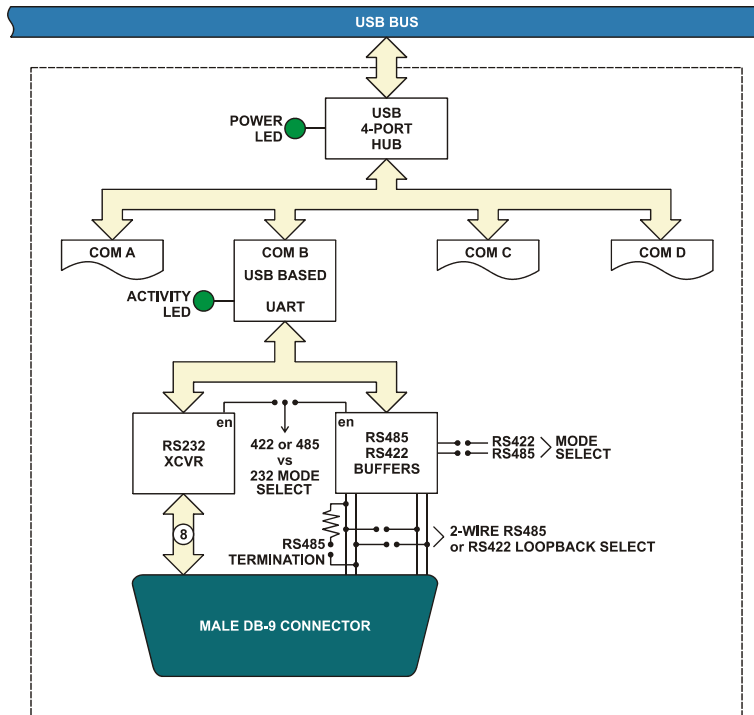 USB BUS
USB
4-PORT
HUB
POWER
LED
COM A
COM B
COM C
COM D
USB BASED
UART
ACTIVITY
LED
en
en
RS232
XCVR
422 or 485
vs
232 MODE
SELECT
RS485
RS422
BUFFERS
RS422
RS485
MODE
SELECT
8
RS485
TERMINATION
2-WIRE RS485
or RS422 LOOPBACK SELECT
MALE DB-9 CONNECTOR